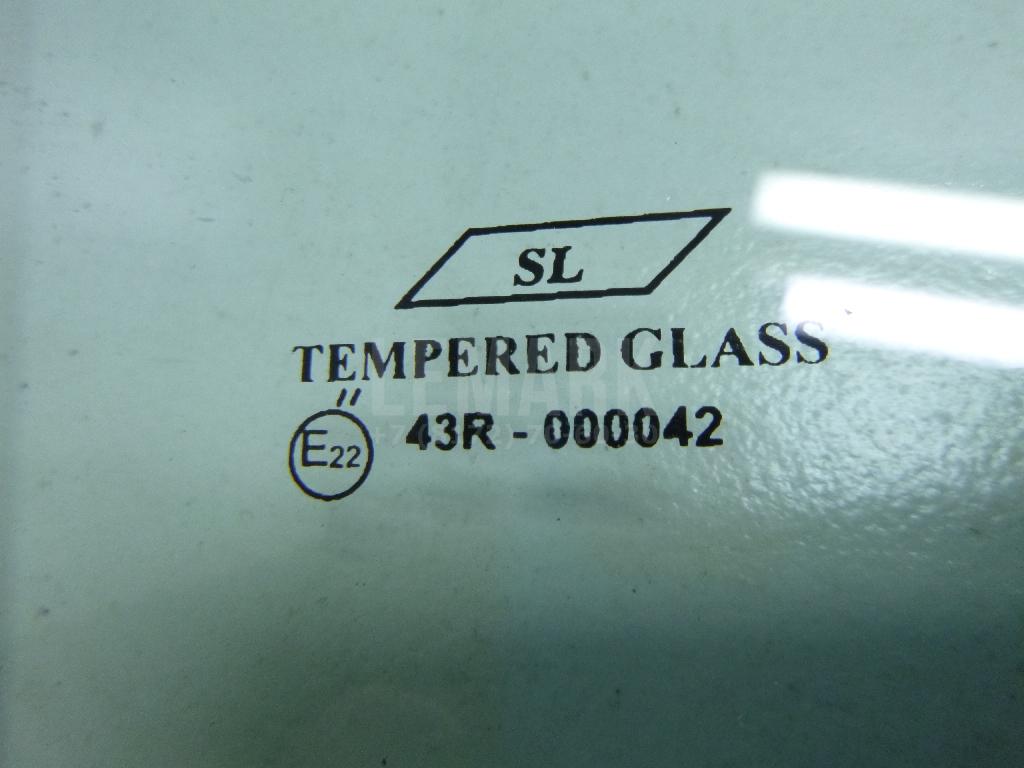 SL
TEMPERED GLASS
"
E22 43R - 000042